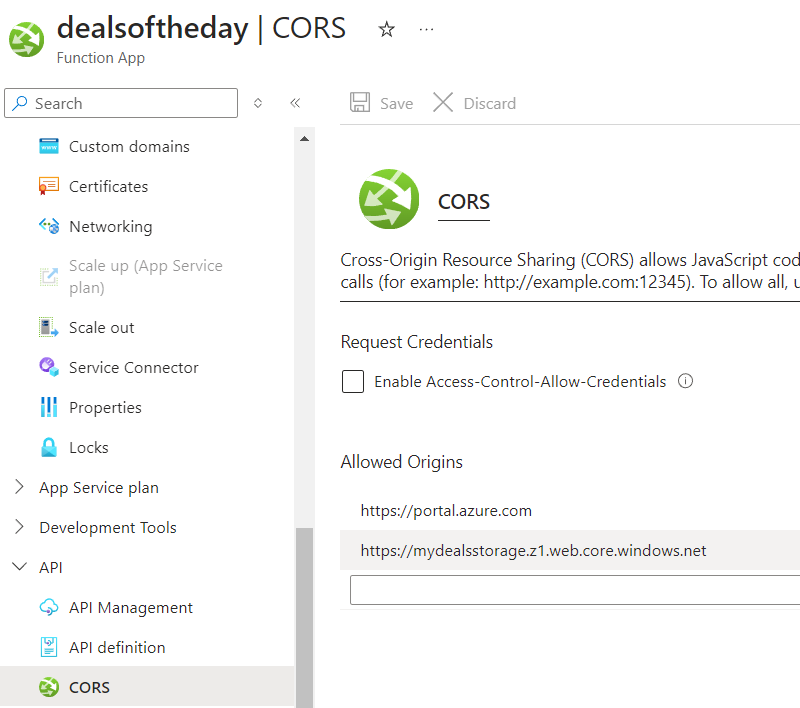 dealsoftheday | CORS
Function App
Search
Custom domains
Certificates
Networking
Scale up (App Service
plan)
Scale out
Service Connector
Properties
Locks
App Service plan
Development Tools
API
API Management
API definition
CORS
Save Discard
CORS
Cross-Origin Resource Sharing (CORS) allows JavaScript cod
calls (for example: http://example.com:12345). To allow all, u
Request Credentials
Enable Access-Control-Allow-Credentials
Allowed Origins
https://portal.azure.com
https://mydealsstorage.z1.web.core.windows.net